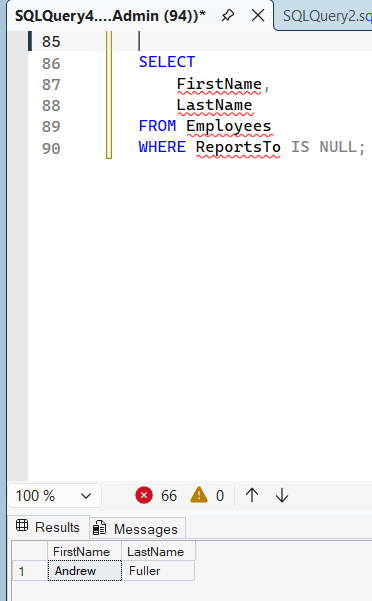 SQLQuery4....Admin (94))*
SQLQuery2.sq
85
86 SELECT
87 FirstName,
88 LastName
89 FROM Employees
90 WHERE ReportsTo IS NULL;
100 %
66
0
Results
Messages
FirstName LastName
1 Andrew Fuller